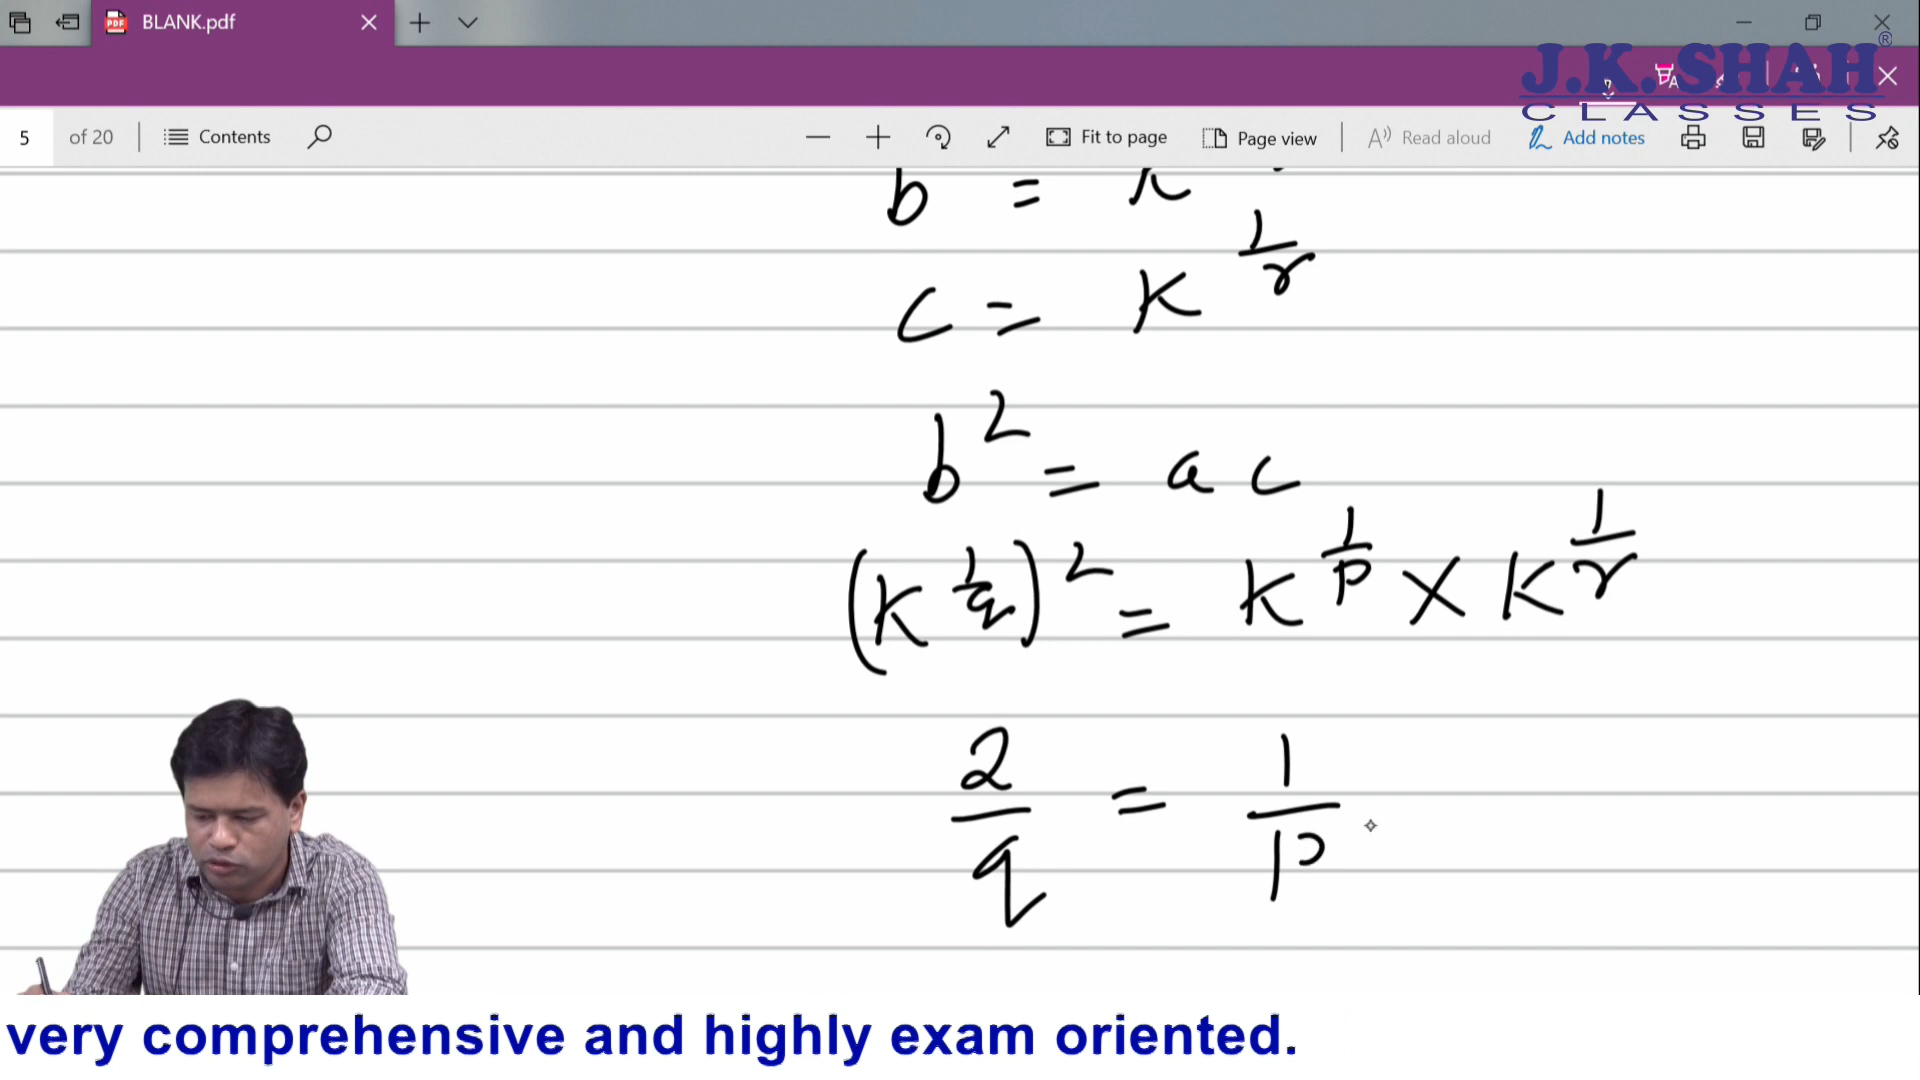 BLANK.pdf
J.K.SHAH®
CLASSES
5 of 20 Contents Fit to page Page view Read aloud Add notes
b = K
c = K^(1/r)
b² = ac
(K^(1/q))² = K^(1/p) × K^(1/r)
2/q = 1/p
very comprehensive and highly exam oriented.